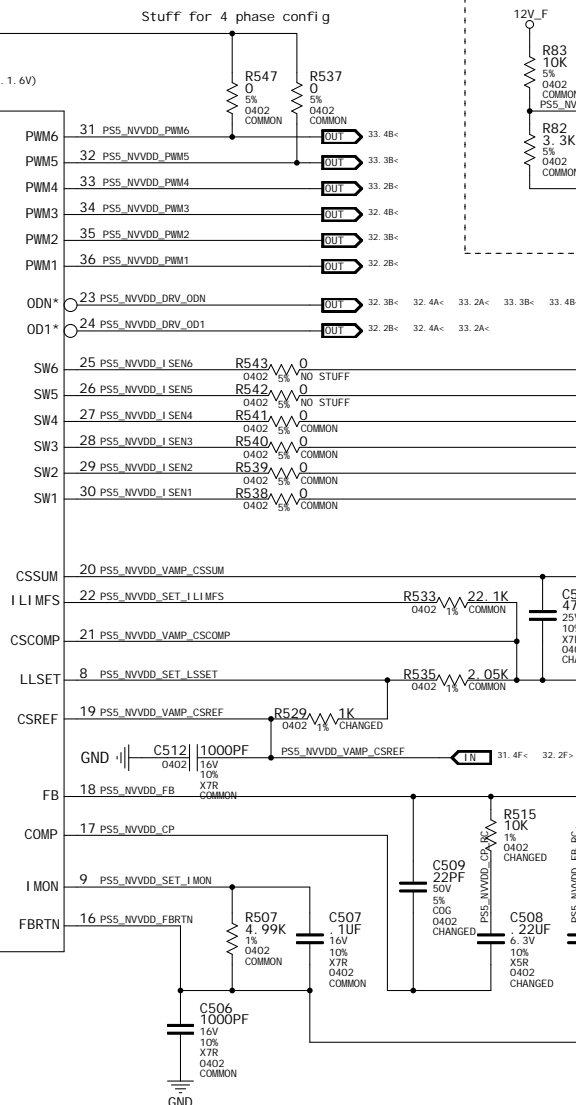 Stuff for 4 phase config
12V_F
R83
10K
5%
0402
COMMON
PS5_NV
R82
3.3K
5%
0402
COMMON
.1.6V)
R547
0
5%
0402
COMMON
R537
0
5%
0402
COMMON
PWM6 31 PS5_NVVDD_PWM6 OUT 33.4B<
PWM5 32 PS5_NVVDD_PWM5 OUT 33.3B<
PWM4 33 PS5_NVVDD_PWM4 OUT 33.2B<
PWM3 34 PS5_NVVDD_PWM3 OUT 32.4B<
PWM2 35 PS5_NVVDD_PWM2 OUT 32.3B<
PWM1 36 PS5_NVVDD_PWM1 OUT 32.2B<
ODN* 23 PS5_NVVDD_DRV_ODN OUT 32.3B< 32.4A< 33.2A< 33.3B< 33.4B
OD1* 24 PS5_NVVDD_DRV_OD1 OUT 32.2B< 32.4A< 33.2A<
SW6 25 PS5_NVVDD_ISEN6 R543 0
0402 5% NO STUFF
SW5 26 PS5_NVVDD_ISEN5 R542 0
0402 5% NO STUFF
SW4 27 PS5_NVVDD_ISEN4 R541 0
0402 5% COMMON
SW3 28 PS5_NVVDD_ISEN3 R540 0
0402 5% COMMON
SW2 29 PS5_NVVDD_ISEN2 R539 0
0402 5% COMMON
SW1 30 PS5_NVVDD_ISEN1 R538 0
0402 5% COMMON
CSSUM 20 PS5_NVVDD_VAMP_CSSUM
ILIMFS 22 PS5_NVVDD_SET_ILIMFS R533 22.1K
0402 1% COMMON
C5
47
25V
10%
X7
040
CHA
CSCOMP 21 PS5_NVVDD_VAMP_CSCOMP
LLSET 8 PS5_NVVDD_SET_LSSET R535 2.05K
0402 1% COMMON
CSREF 19 PS5_NVVDD_VAMP_CSREF R529 1K
0402 1% CHANGED
GND C512 1000PF PS5_NVVDD_VAMP_CSREF IN 31.4F< 32.2F>
0402 16V
10%
X7R
COMMON
FB 18 PS5_NVVDD_FB
COMP 17 PS5_NVVDD_CP
R515
10K
1%
0402
CHANGED
PS5_NVVDD_CP_RC
PS5_NVVDD_FB_RC
C509
22PF
50V
5%
COG
0402
CHANGED
C508
.22UF
6.3V
10%
X5R
0402
CHANGED
IMON 9 PS5_NVVDD_SET_IMON
FBRTN 16 PS5_NVVDD_FBRTN
R507
4.99K
1%
0402
COMMON
C507
.1UF
16V
10%
X7R
0402
COMMON
C506
1000PF
16V
10%
X7R
0402
COMMON
GND